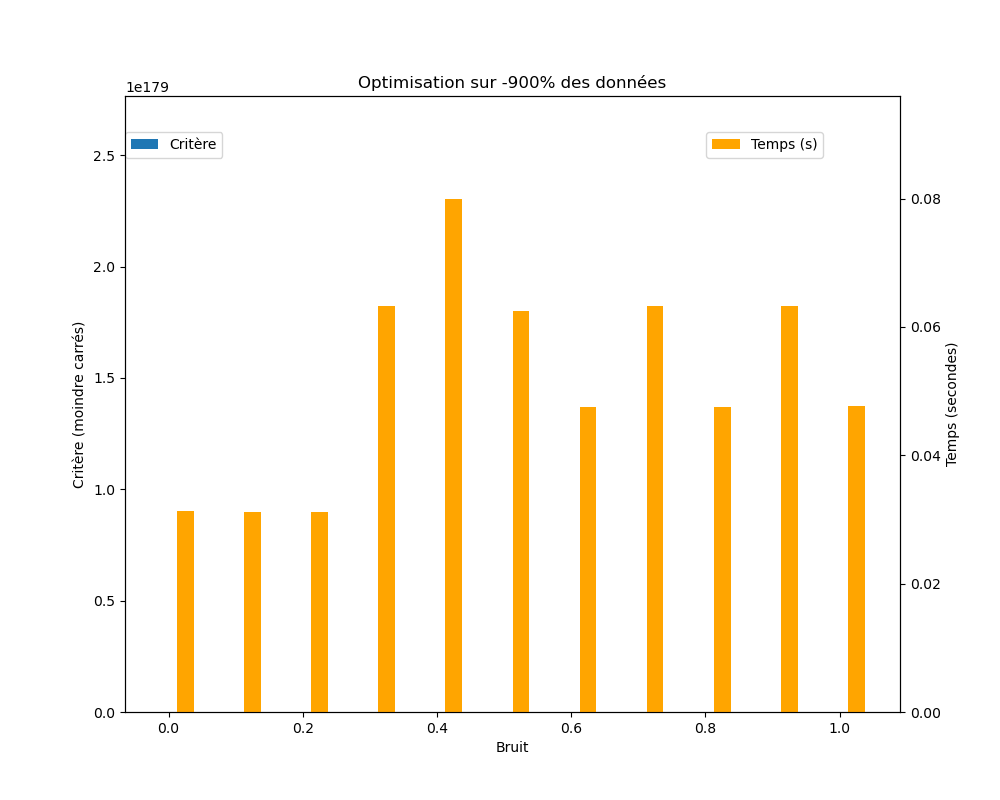 Optimisation sur -900% des données
1e179
Critère
Temps (s)
2.5
2.0
1.5
1.0
0.5
0.0
Critère (moindre carrés)
0.08
0.06
0.04
0.02
0.00
Temps (secondes)
0.0 0.2 0.4 0.6 0.8 1.0
Bruit